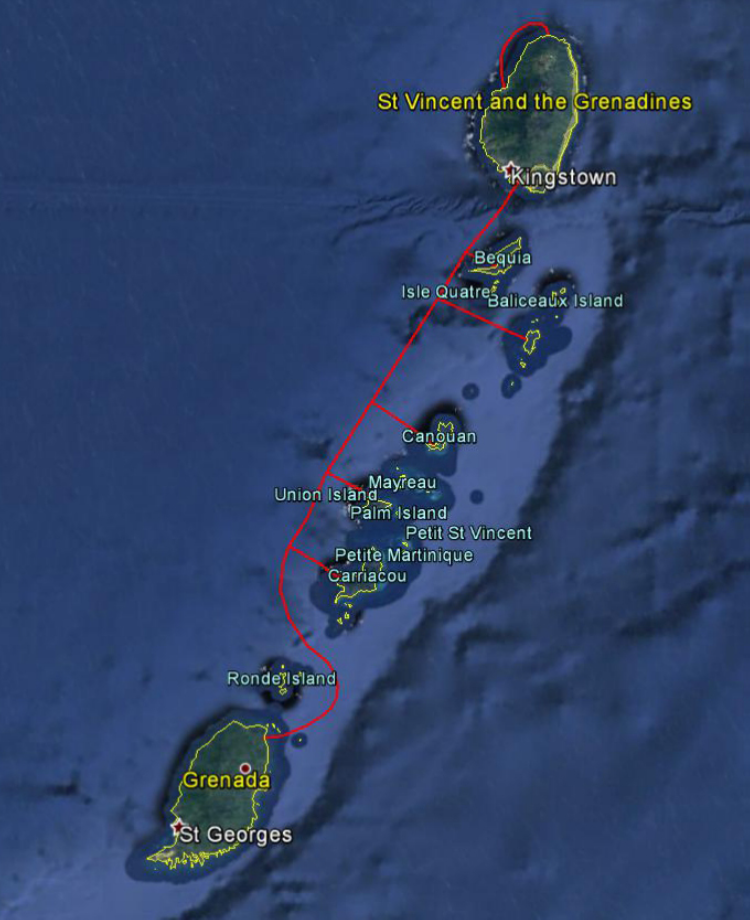 St Vincent and the Grenadines
Kingstown
Bequia
Isle Quatre
Baliceaux Island
Canouan
Mayreau
Union Island
Palm Island
Petit St Vincent
Petite Martinique
Carriacou
Ronde Island
Grenada
St Georges